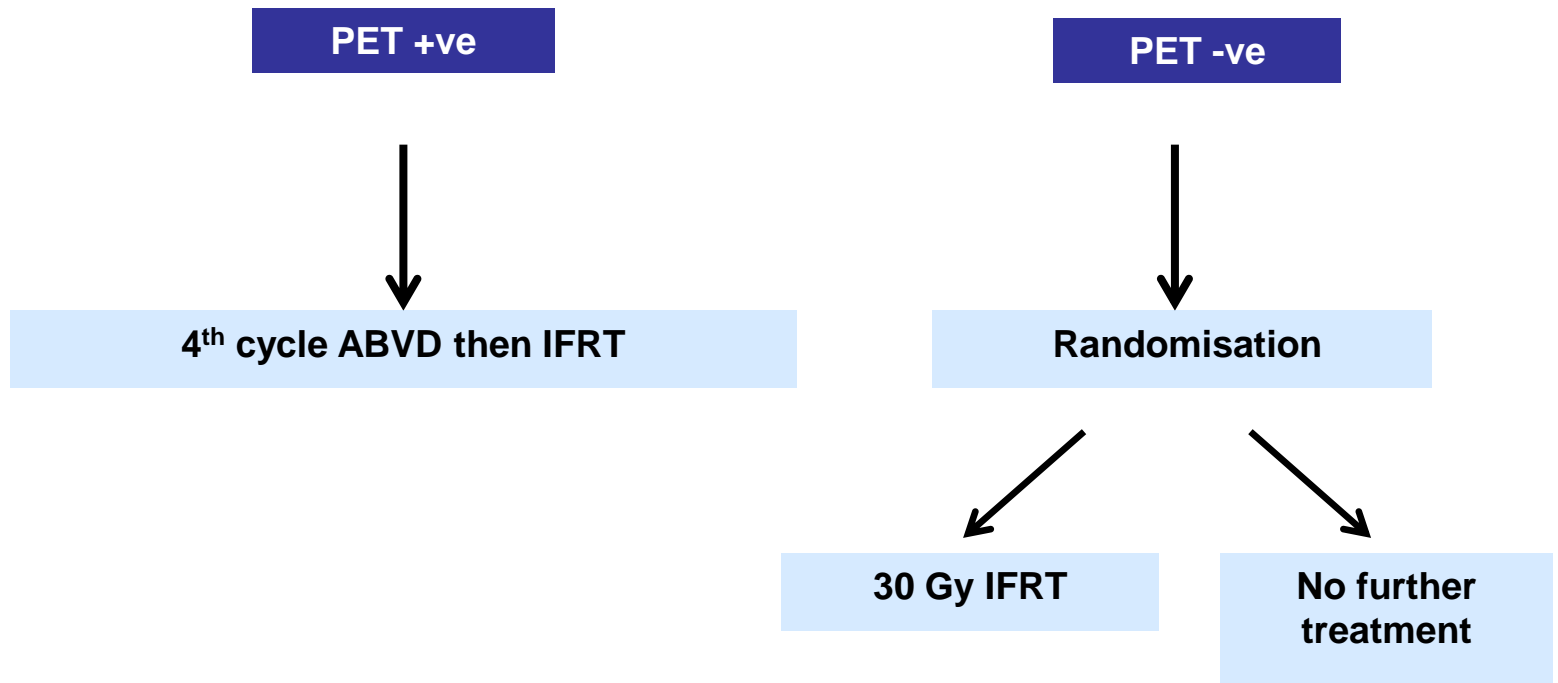 PET +ve
PET -ve
4th cycle ABVD then IFRT
Randomisation
30 Gy IFRT
No further
treatment